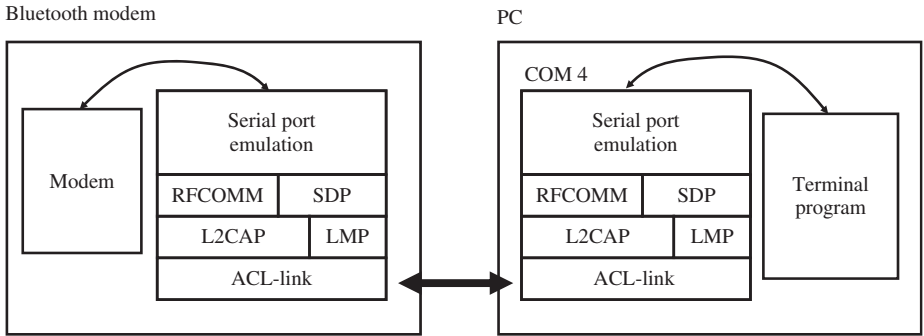 Bluetooth modem
Modem
Serial port
emulation
RFCOMM
SDP
L2CAP
LMP
ACL-link
PC
COM 4
Serial port
emulation
RFCOMM
SDP
L2CAP
LMP
ACL-link
Terminal
program